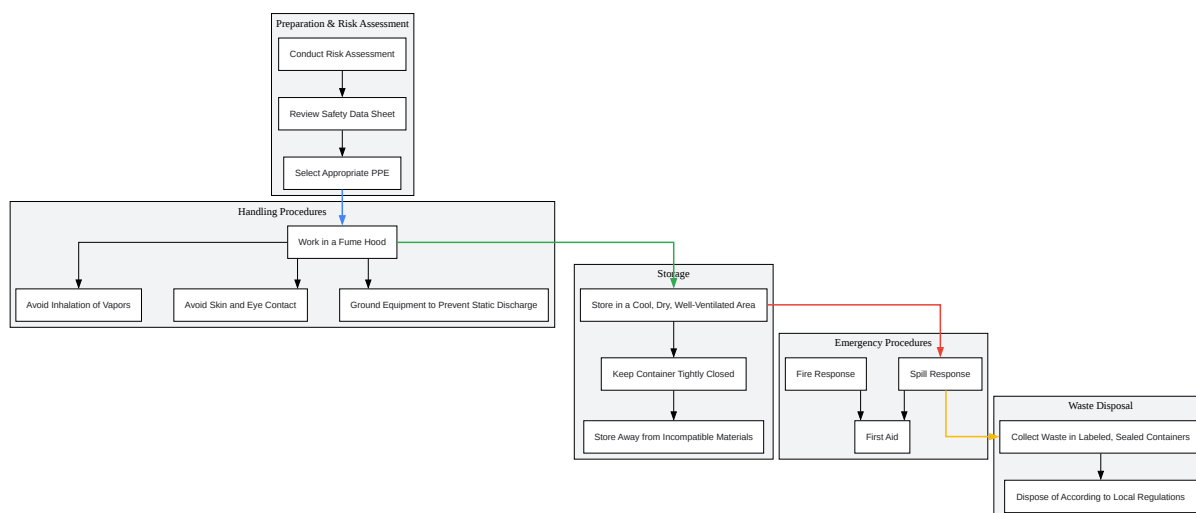 Preparation & Risk Assessment
Conduct Risk Assessment
Review Safety Data Sheet
Select Appropriate PPE
Handling Procedures
Work in a Fume Hood
Avoid Inhalation of Vapors
Avoid Skin and Eye Contact
Ground Equipment to Prevent Static Discharge
Storage
Store in a Cool, Dry, Well-Ventilated Area
Keep Container Tightly Closed
Store Away from Incompatible Materials
Emergency Procedures
Fire Response
Spill Response
First Aid
Waste Disposal
Collect Waste in Labeled, Sealed Containers
Dispose of According to Local Regulations